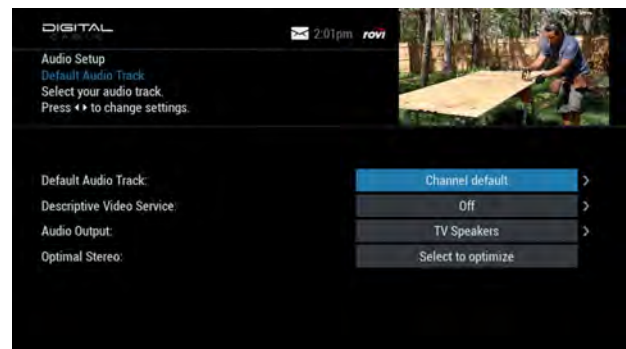 DIGITAL
2:01pm rovi
Audio Setup
Default Audio Track
Select your audio track.
Press ◂ ▸ to change settings.
Default Audio Track: Channel default
Descriptive Video Service: Off
Audio Output: TV Speakers
Optimal Stereo: Select to optimize